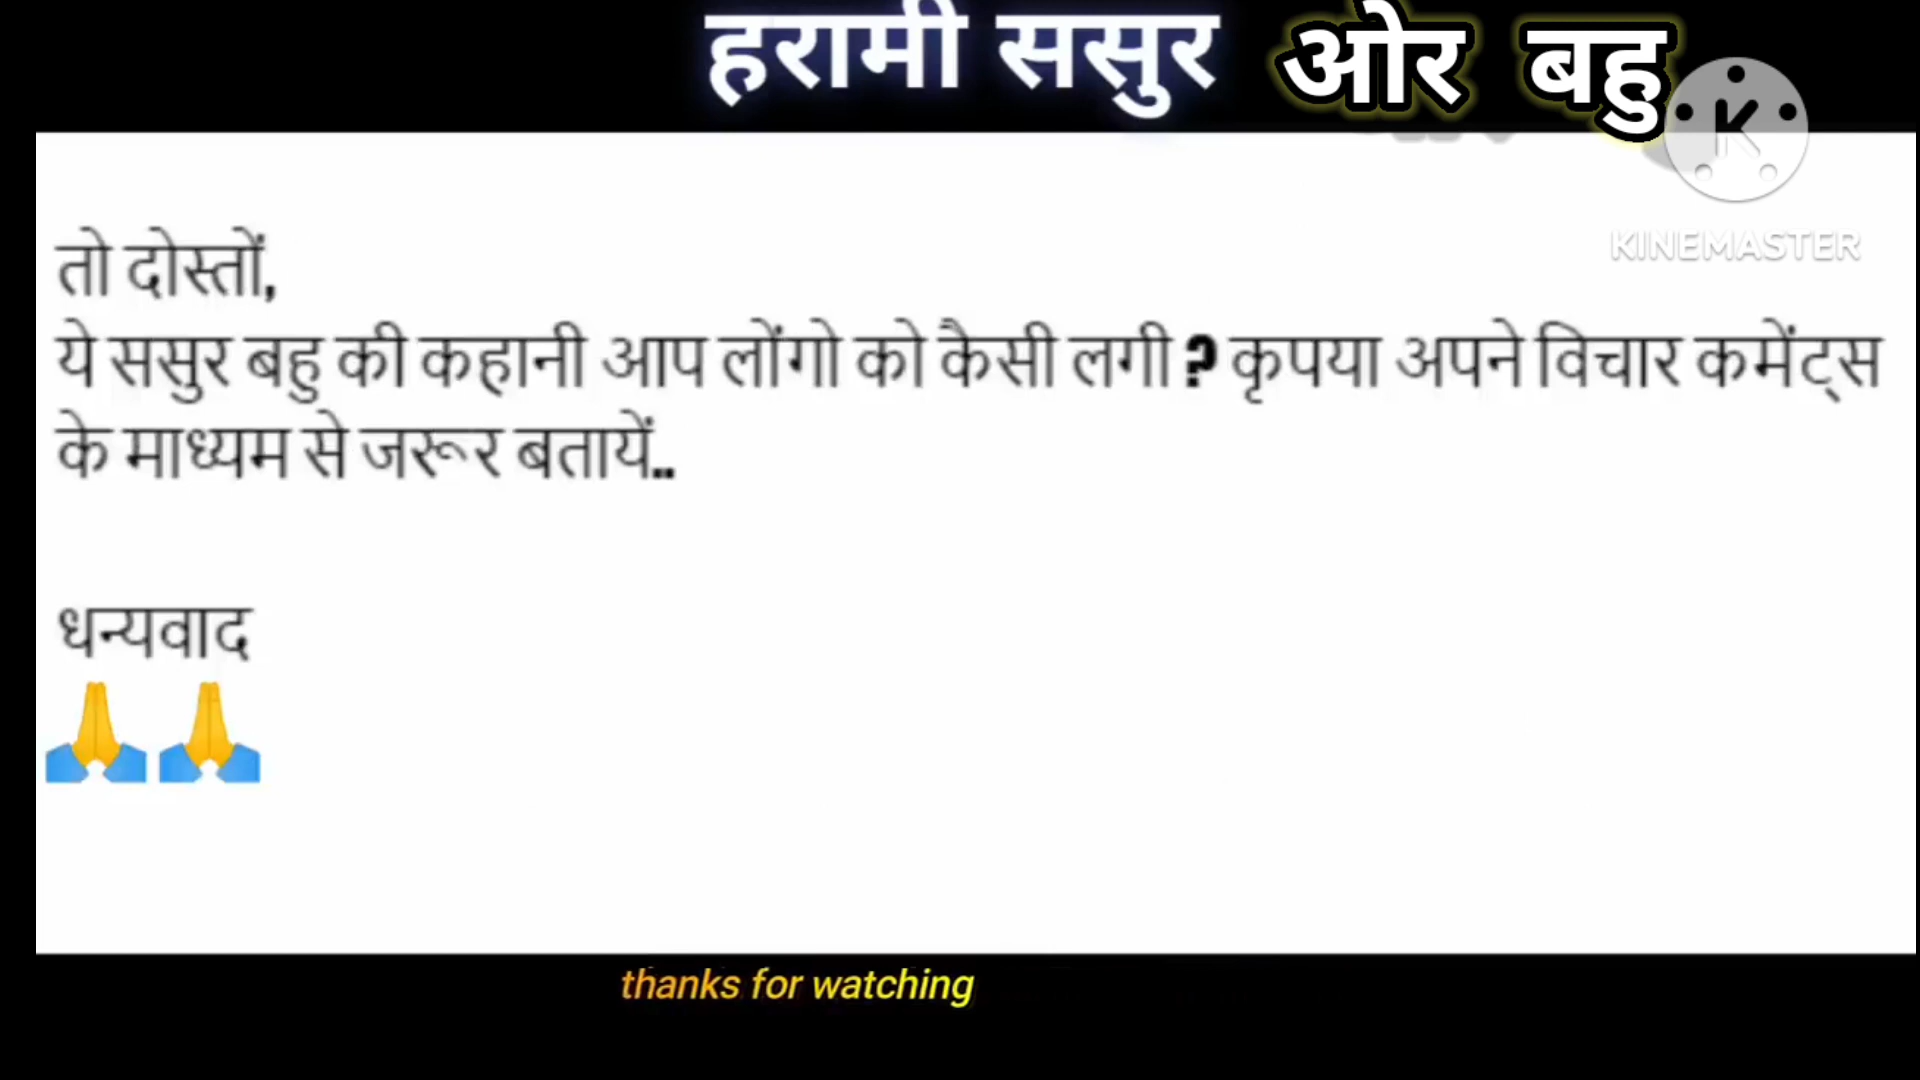 हरामी ससुर ओर बहु
K
KINEMASTER
तो दोस्तों,
ये ससुर बहु की कहानी आप लोंगो को कैसी लगी ? कृपया अपने विचार कमेंट्स
के माध्यम से जरूर बतायें..
धन्यवाद
🙏 🙏
thanks for watching